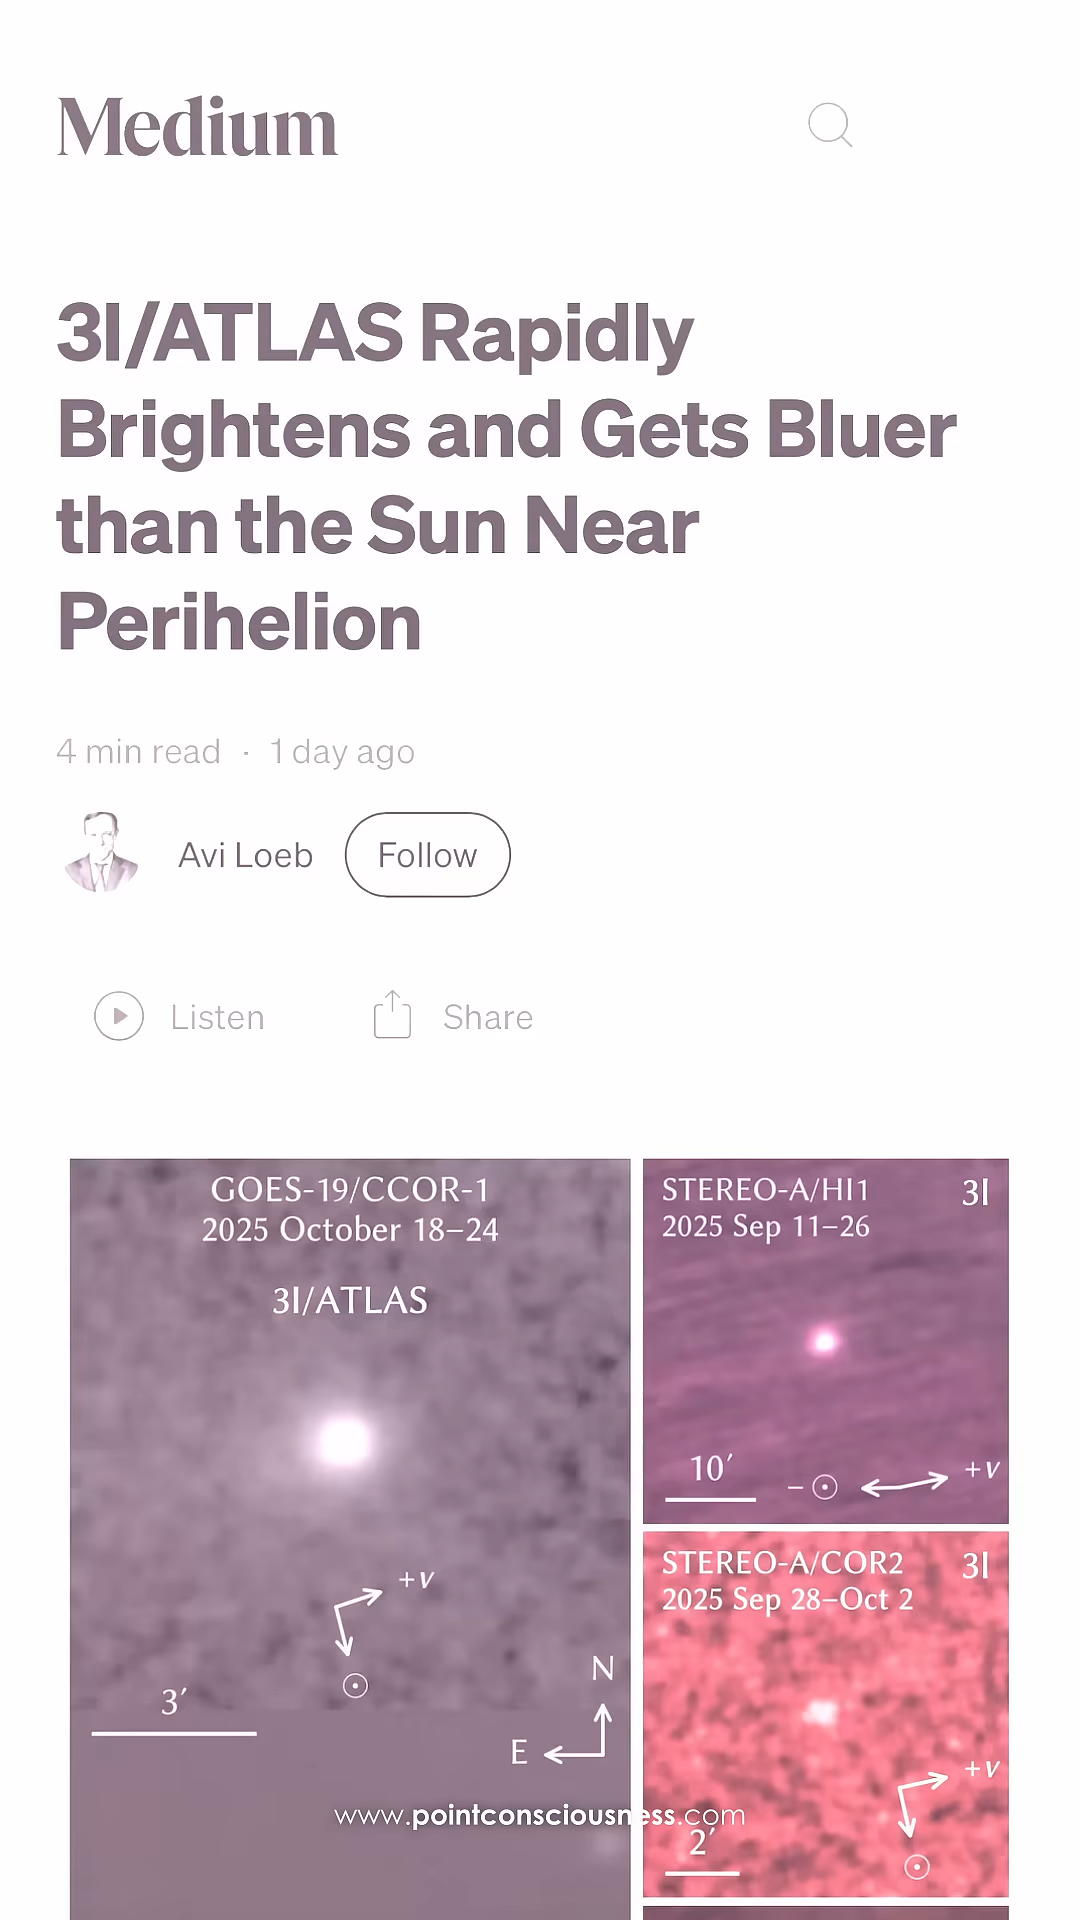 Medium
3I/ATLAS Rapidly
Brightens and Gets Bluer
than the Sun Near
Perihelion
4 min read · 1 day ago
Avi Loeb Follow
Listen Share
GOES-19/CCOR-1
2025 October 18–24
3I/ATLAS
+v
3′
N
E
STEREO-A/HI1 3I
2025 Sep 11–26
10′
–☉ +v
STEREO-A/COR2 3I
2025 Sep 28–Oct 2
+v
2′
www.pointconsciousness.com